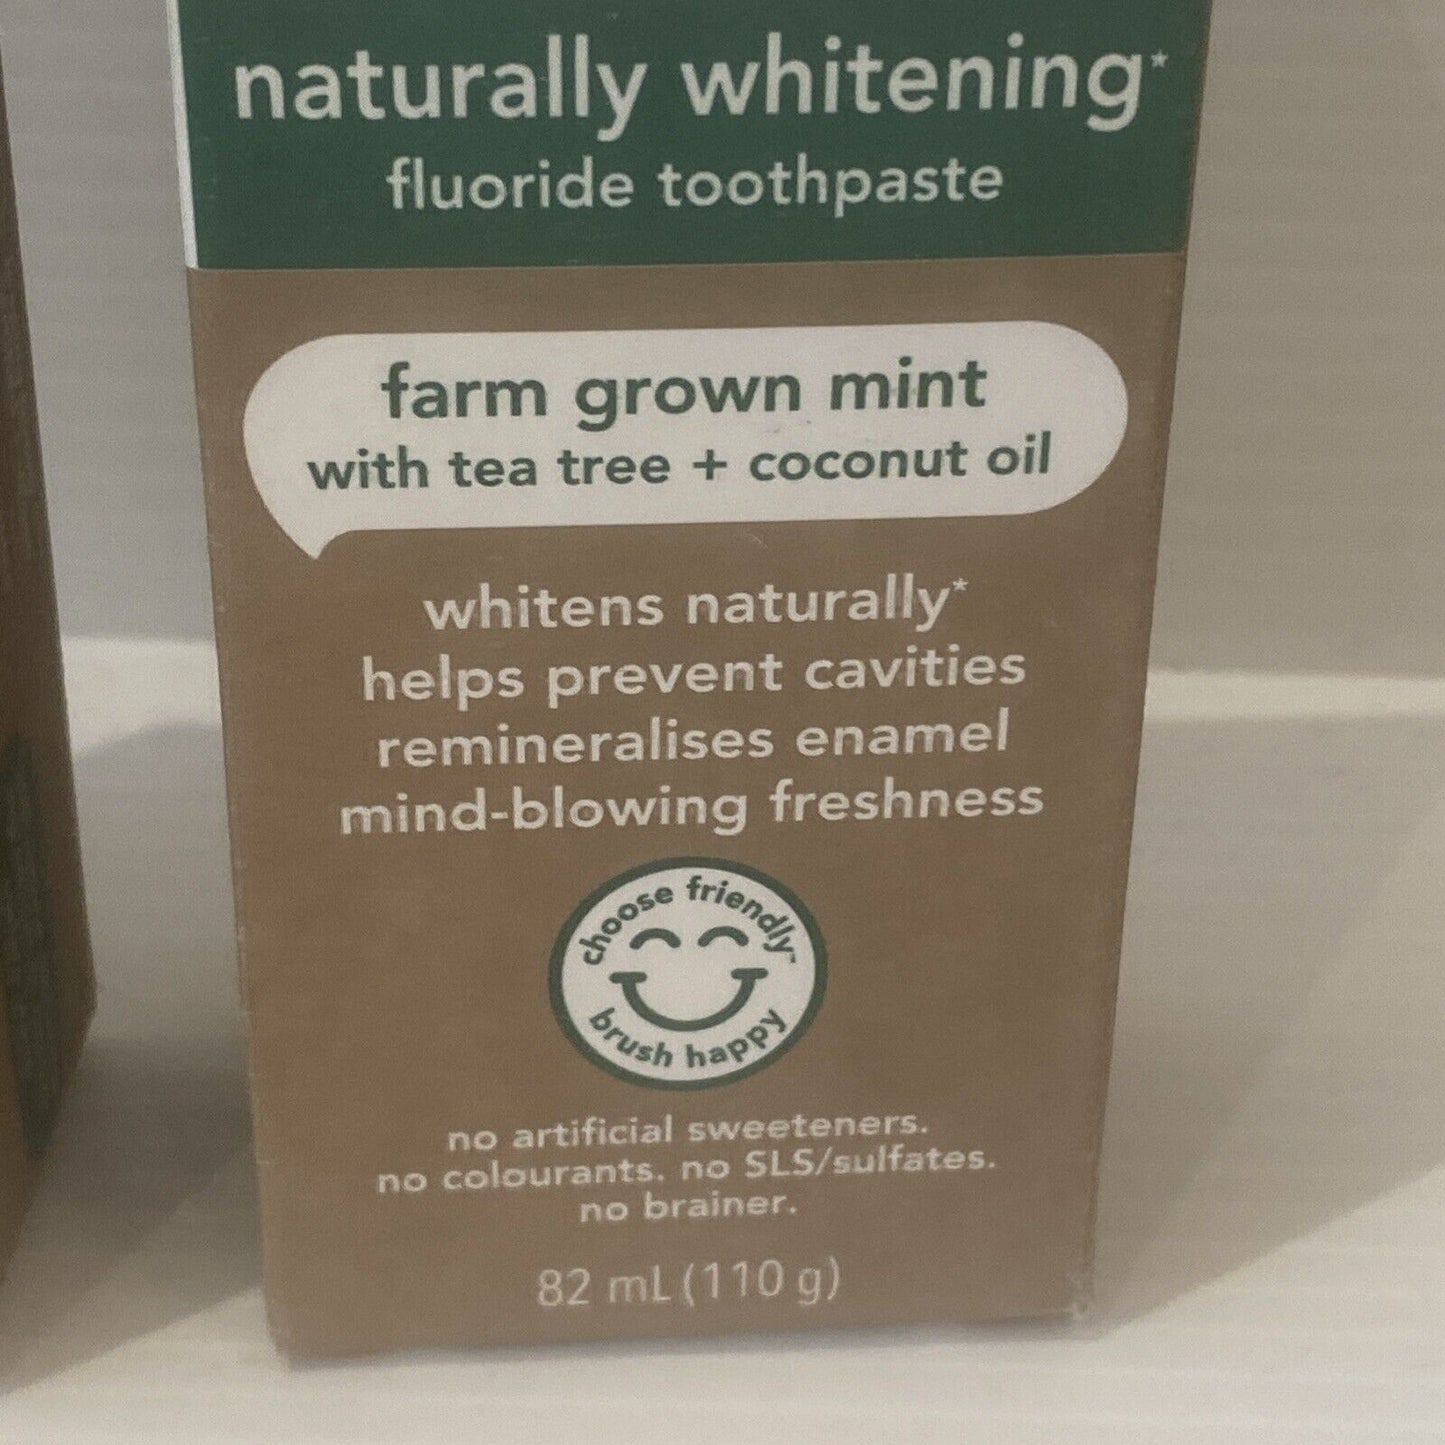 naturally whitening*
fluoride toothpaste
farm grown mint
with tea tree + coconut oil
whitens naturally*
helps prevent cavities
remineralises enamel
mind-blowing freshness
choose friendly™
brush happy
no artificial sweeteners.
no colourants. no SLS/sulfates.
no brainer.
82 mL (110 g)